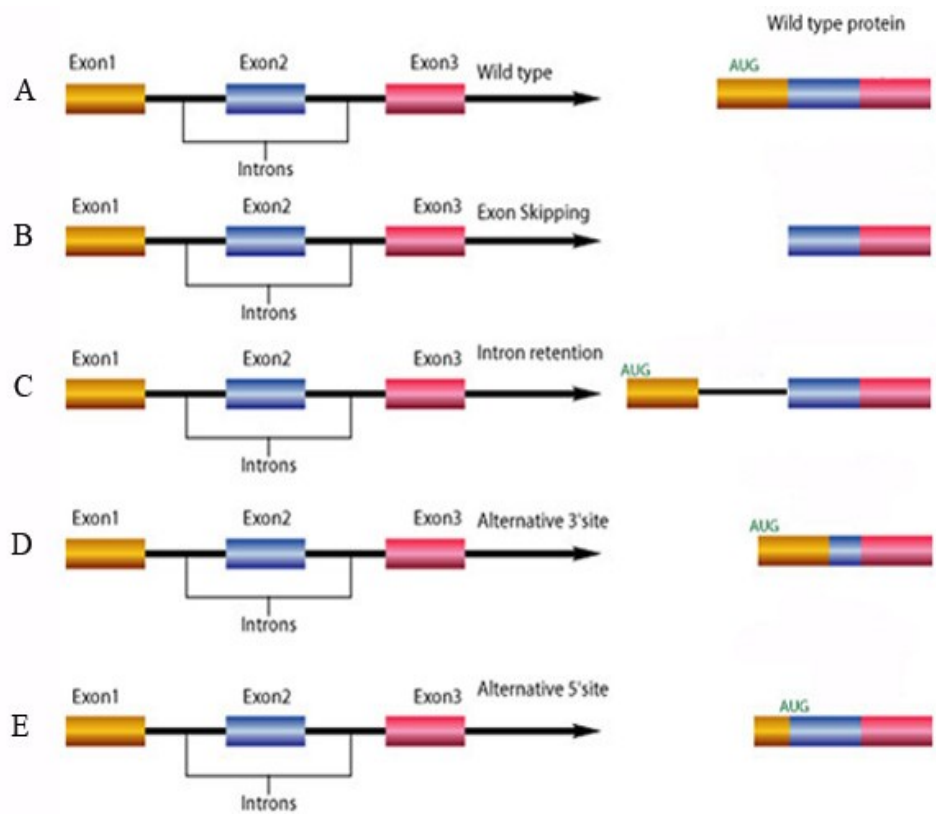 Wild type protein
A
Exon1 Exon2 Exon3 Wild type AUG
Introns
B
Exon1 Exon2 Exon3 Exon Skipping
Introns
C
Exon1 Exon2 Exon3 Intron retention AUG
Introns
D
Exon1 Exon2 Exon3 Alternative 3'site AUG
Introns
E
Exon1 Exon2 Exon3 Alternative 5'site AUG
Introns